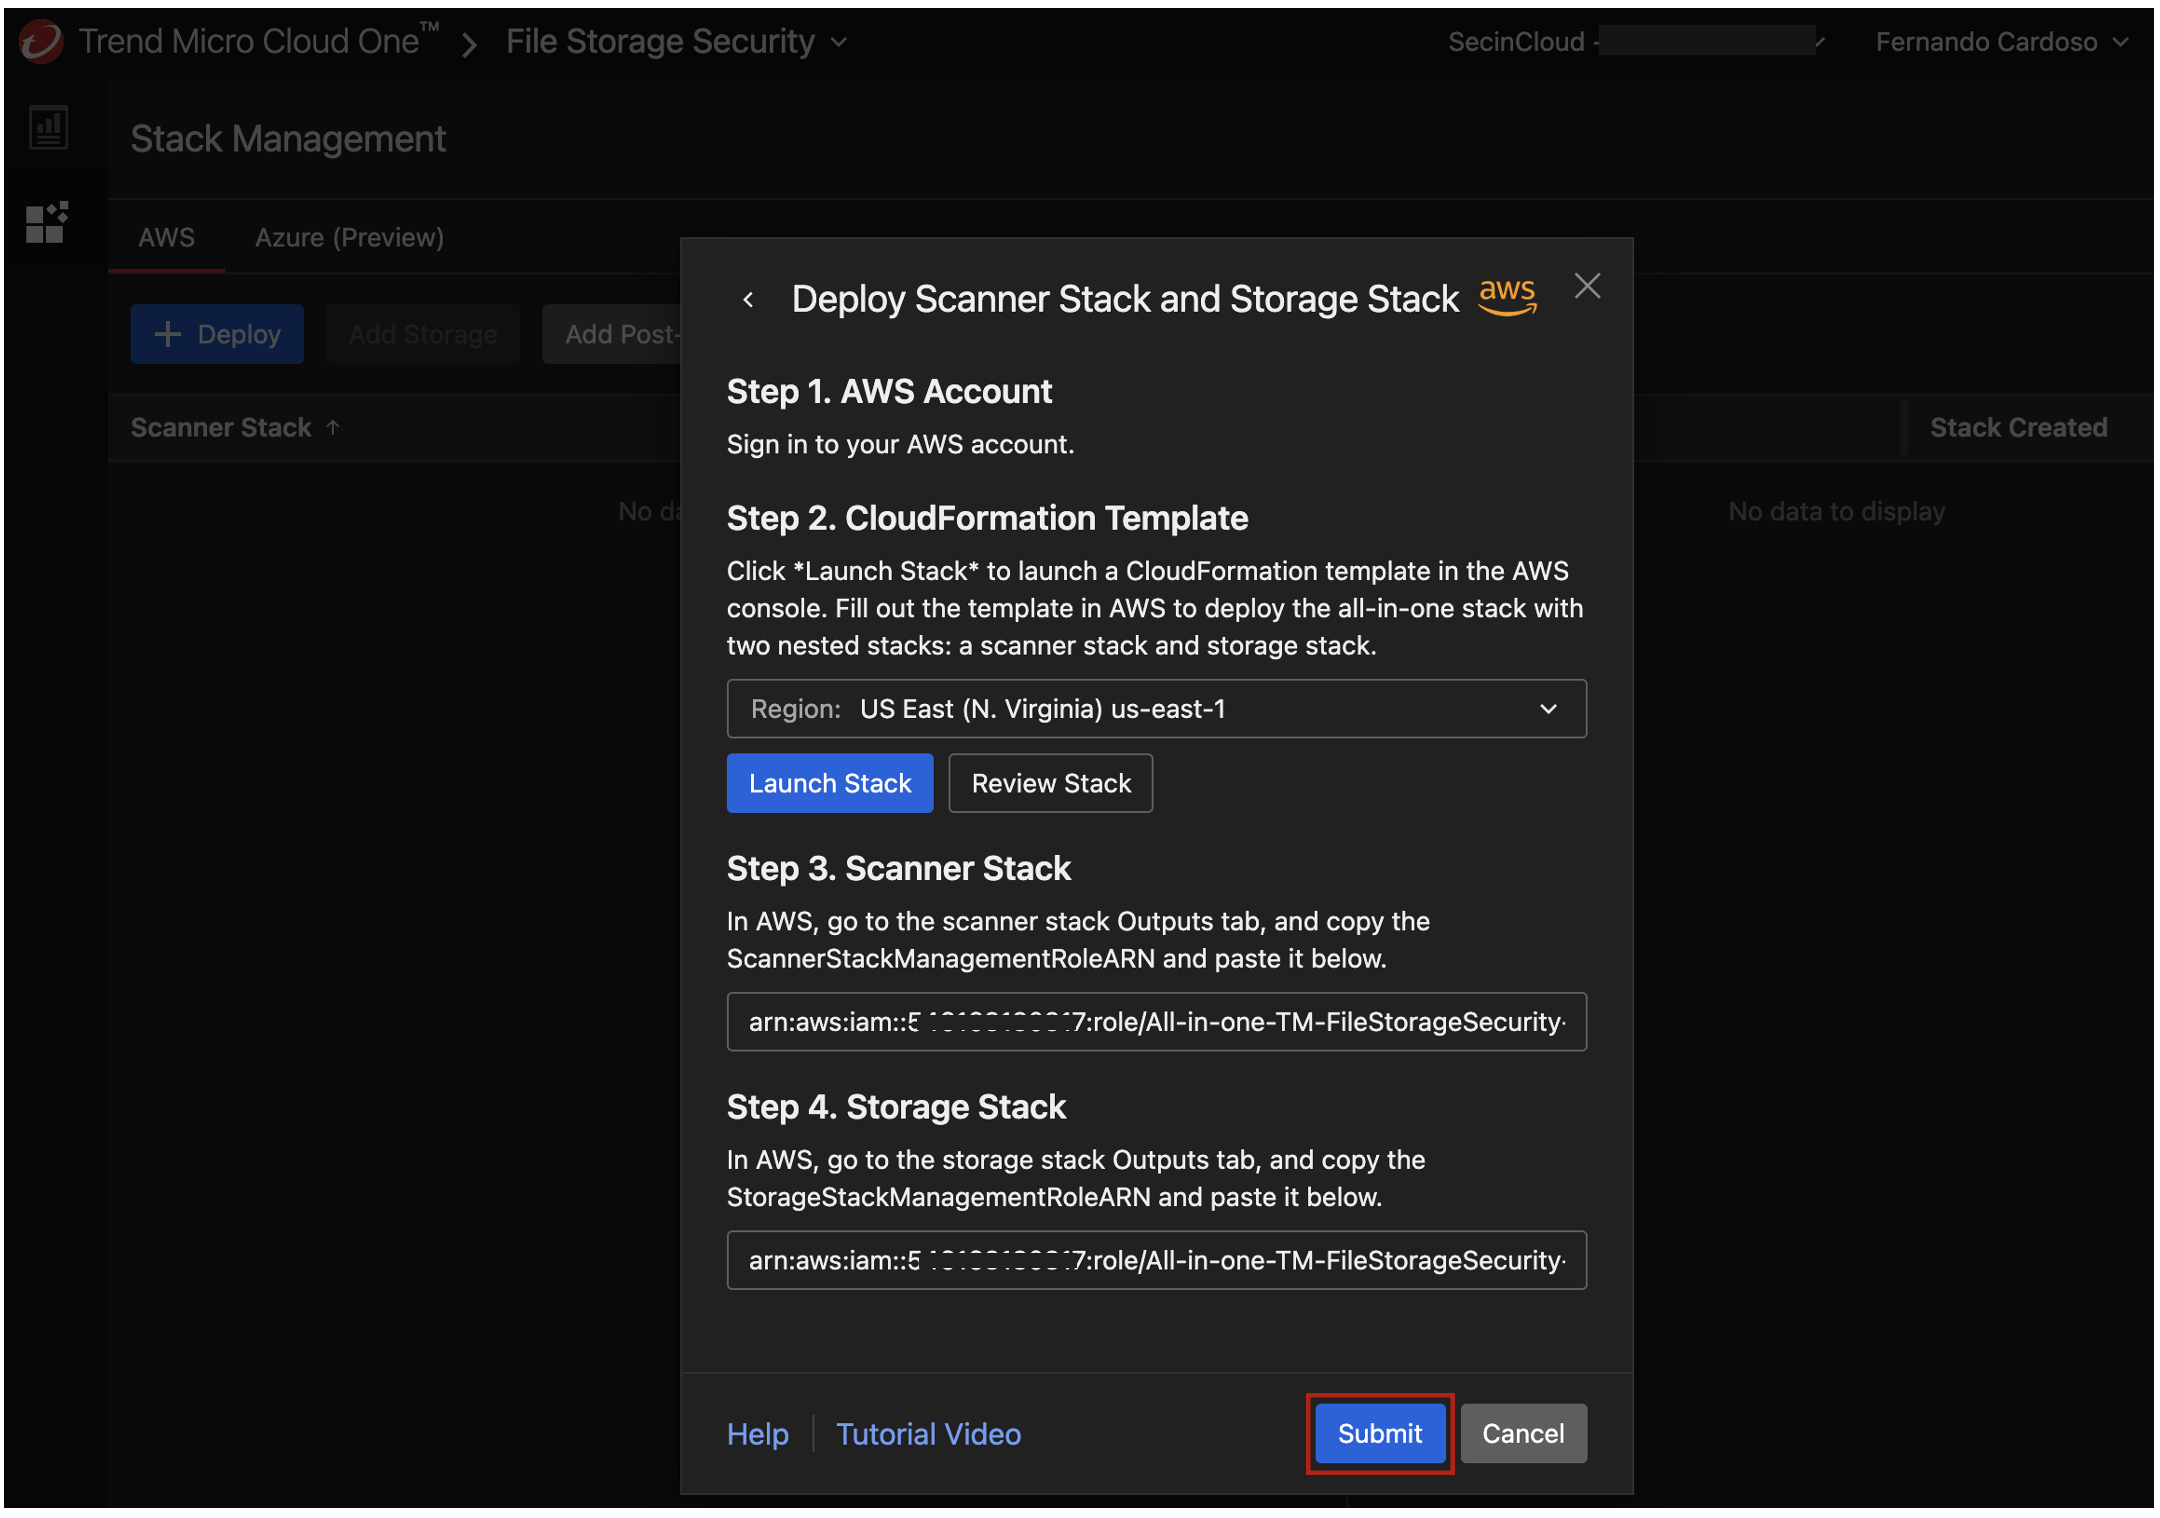 Trend Micro Cloud One™ > File Storage Security
SecinCloud -
Fernando Cardoso
Stack Management
AWS
Azure (Preview)
+ Deploy
Add Storage
Add Post-
Scanner Stack ↑
Stack Created
No
No data to display
Deploy Scanner Stack and Storage Stack aws
Step 1. AWS Account
Sign in to your AWS account.
Step 2. CloudFormation Template
Click *Launch Stack* to launch a CloudFormation template in the AWS
console. Fill out the template in AWS to deploy the all-in-one stack with
two nested stacks: a scanner stack and storage stack.
Region: US East (N. Virginia) us-east-1
Launch Stack
Review Stack
Step 3. Scanner Stack
In AWS, go to the scanner stack Outputs tab, and copy the
ScannerStackManagementRoleARN and paste it below.
arn:aws:iam::5 7:role/All-in-one-TM-FileStorageSecurity-
Step 4. Storage Stack
In AWS, go to the storage stack Outputs tab, and copy the
StorageStackManagementRoleARN and paste it below.
arn:aws:iam::5 7:role/All-in-one-TM-FileStorageSecurity-
Help
Tutorial Video
Submit
Cancel